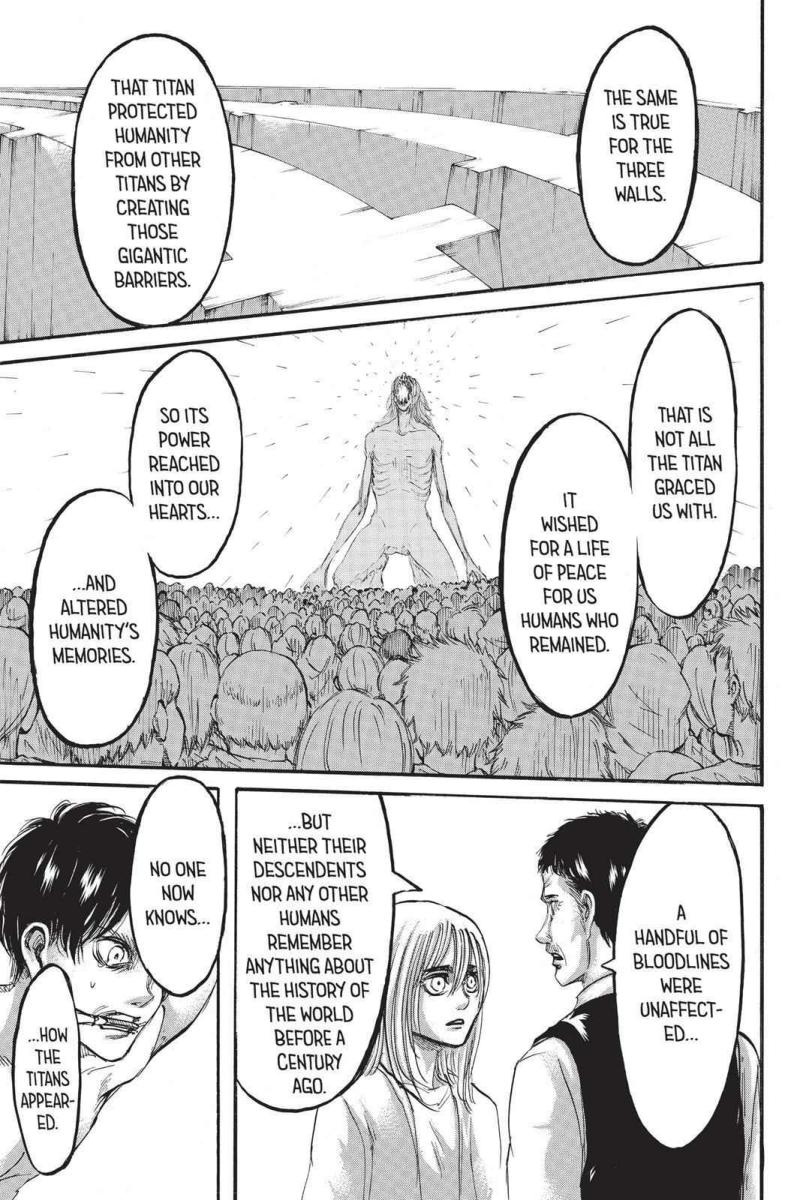 THE SAME
IS TRUE
FOR THE
THREE
WALLS.
THAT TITAN
PROTECTED
HUMANITY
FROM OTHER
TITANS BY
CREATING
THOSE
GIGANTIC
BARRIERS.
THAT IS
NOT ALL
THE TITAN
GRACED
US WITH.
IT
WISHED
FOR A LIFE
OF PEACE
FOR US
HUMANS WHO
REMAINED.
SO ITS
POWER
REACHED
INTO OUR
HEARTS...
...AND
ALTERED
HUMANITY'S
MEMORIES.
A
HANDFUL OF
BLOODLINES
WERE
UNAFFECT-
ED...
...BUT
NEITHER THEIR
DESCENDENTS
NOR ANY OTHER
HUMANS
REMEMBER
ANYTHING ABOUT
THE HISTORY OF
THE WORLD
BEFORE A
CENTURY
AGO.
NO ONE
NOW
KNOWS...
...HOW
THE
TITANS
APPEAR-
ED.